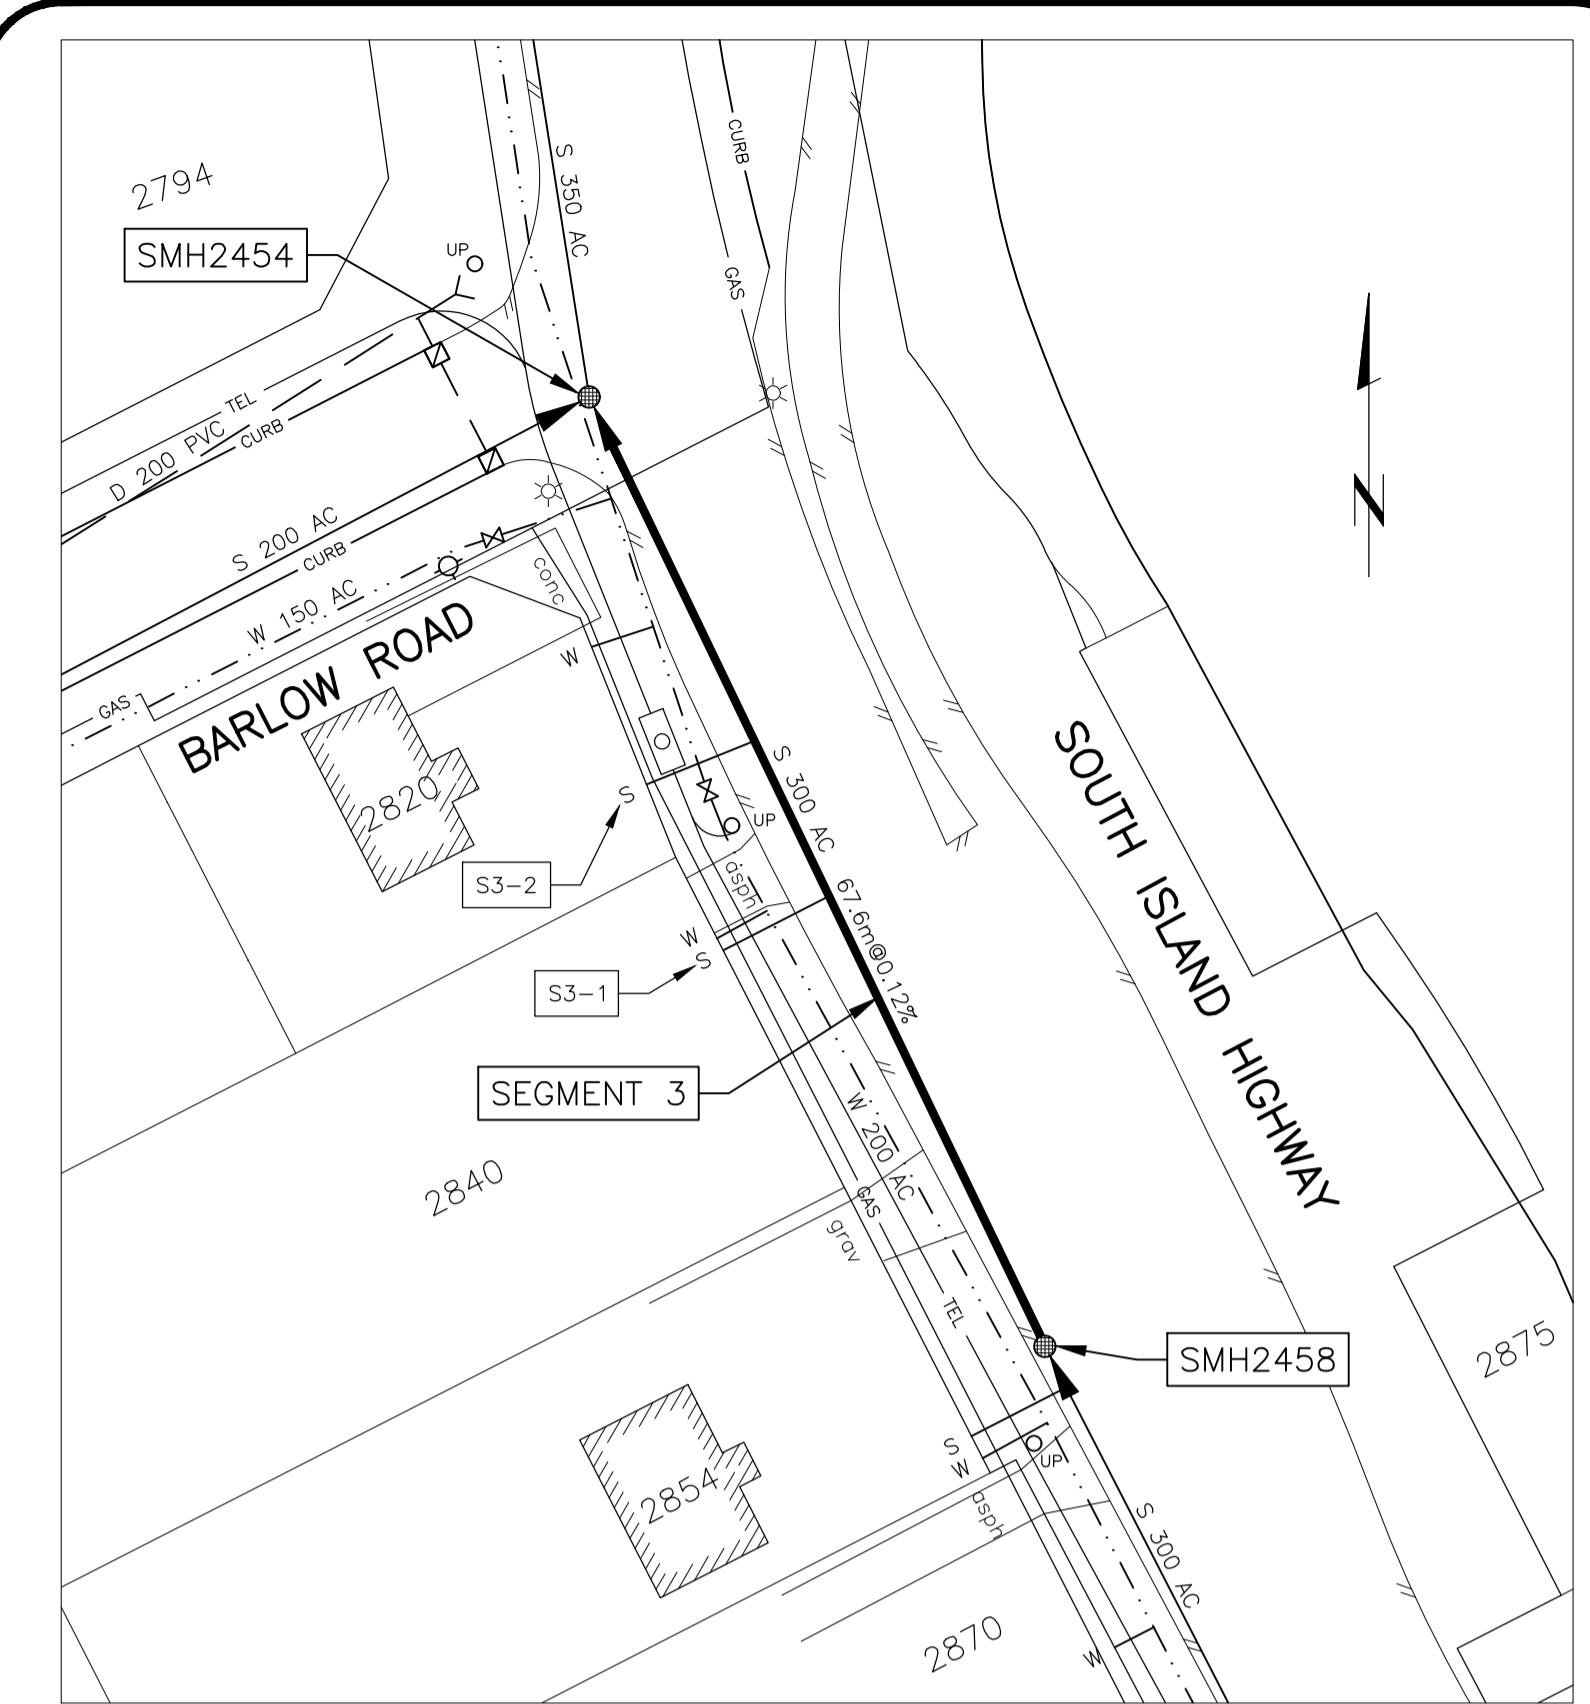 2794
SMH2454
UP
S 350 AC
CURB
GAS
TEL
D 200 PVC
CURB
S 200 AC
CURB
W 150 AC
GAS
BARLOW ROAD
conc
W
N
2820
S
S3-2
UP
asph
S 300 AC
67.6m@0.12%
SOUTH ISLAND HIGHWAY
W
S
S3-1
SEGMENT 3
W 200 AC
GAS
grav
2840
TEL
SMH2458
2875
S
W
UP
asph
2854
S 300 AC
2870
W